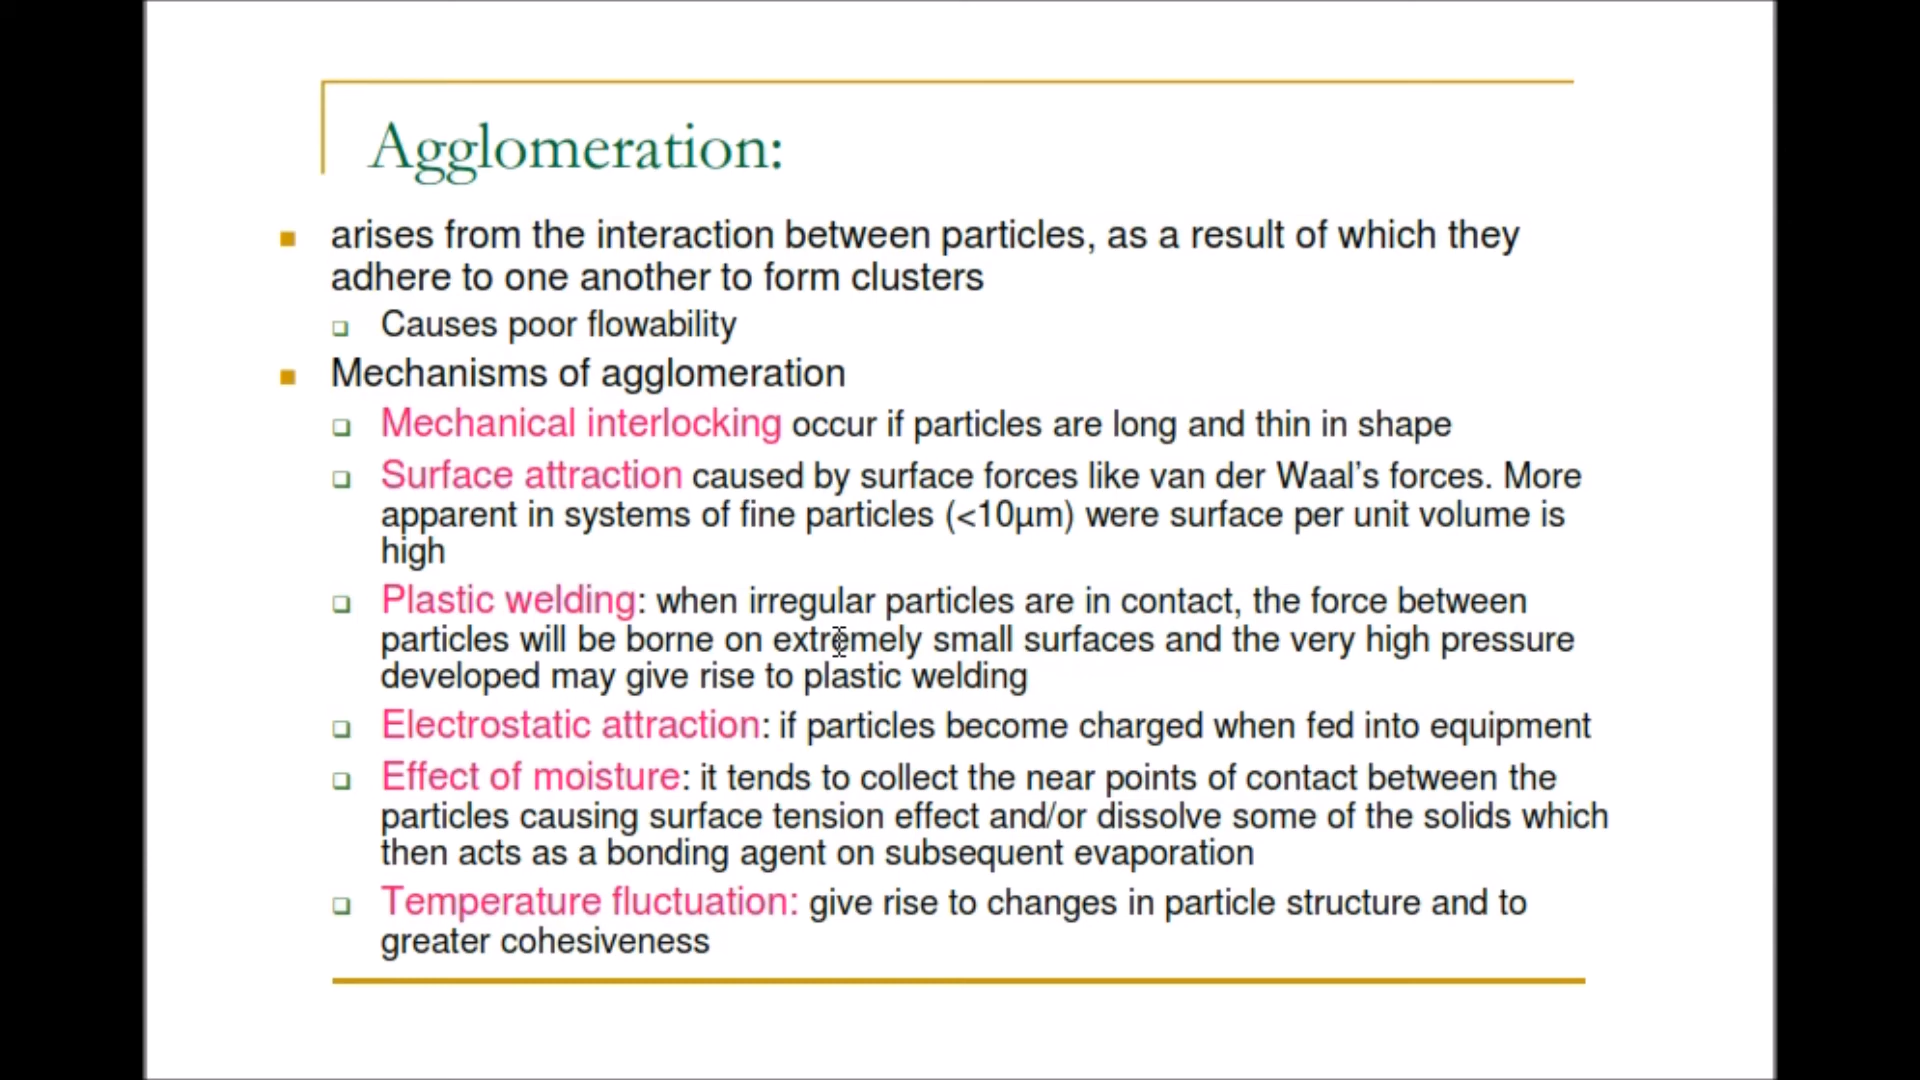 Agglomeration:
arises from the interaction between particles, as a result of which they
adhere to one another to form clusters
Causes poor flowability
Mechanisms of agglomeration
Mechanical interlocking occur if particles are long and thin in shape
Surface attraction caused by surface forces like van der Waal’s forces. More
apparent in systems of fine particles (<10µm) were surface per unit volume is
high
Plastic welding: when irregular particles are in contact, the force between
particles will be borne on extremely small surfaces and the very high pressure
developed may give rise to plastic welding
Electrostatic attraction: if particles become charged when fed into equipment
Effect of moisture: it tends to collect the near points of contact between the
particles causing surface tension effect and/or dissolve some of the solids which
then acts as a bonding agent on subsequent evaporation
Temperature fluctuation: give rise to changes in particle structure and to
greater cohesiveness